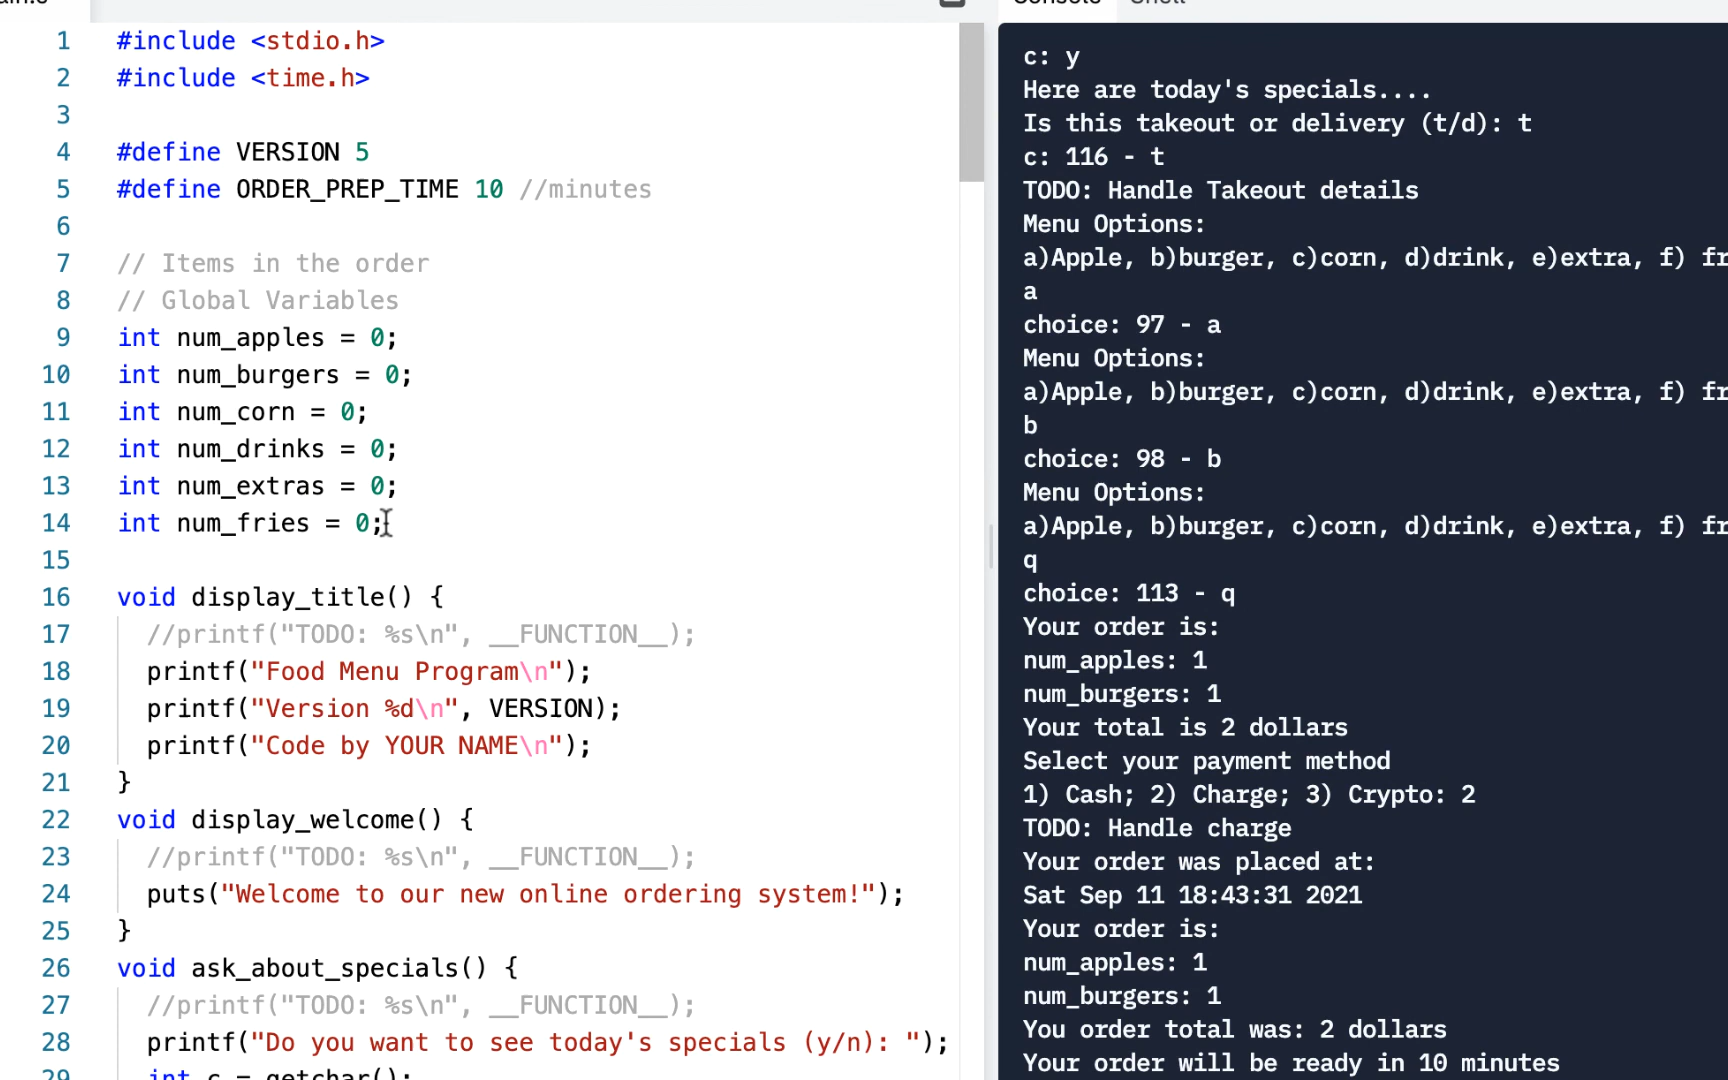 Console Shell
1 #include <stdio.h>
2 #include <time.h>
3
4 #define VERSION 5
5 #define ORDER_PREP_TIME 10 //minutes
6
7 // Items in the order
8 // Global Variables
9 int num_apples = 0;
10 int num_burgers = 0;
11 int num_corn = 0;
12 int num_drinks = 0;
13 int num_extras = 0;
14 int num_fries = 0;
15
16 void display_title() {
17 //printf("TODO: %s\n", __FUNCTION__);
18 printf("Food Menu Program\n");
19 printf("Version %d\n", VERSION);
20 printf("Code by YOUR NAME\n");
21 }
22 void display_welcome() {
23 //printf("TODO: %s\n", __FUNCTION__);
24 puts("Welcome to our new online ordering system!");
25 }
26 void ask_about_specials() {
27 //printf("TODO: %s\n", __FUNCTION__);
28 printf("Do you want to see today's specials (y/n): ");
29 int c = getchar();
c: y
Here are today's specials....
Is this takeout or delivery (t/d): t
c: 116 - t
TODO: Handle Takeout details
Menu Options:
a)Apple, b)burger, c)corn, d)drink, e)extra, f) fr
a
choice: 97 - a
Menu Options:
a)Apple, b)burger, c)corn, d)drink, e)extra, f) fr
b
choice: 98 - b
Menu Options:
a)Apple, b)burger, c)corn, d)drink, e)extra, f) fr
q
choice: 113 - q
Your order is:
num_apples: 1
num_burgers: 1
Your total is 2 dollars
Select your payment method
1) Cash; 2) Charge; 3) Crypto: 2
TODO: Handle charge
Your order was placed at:
Sat Sep 11 18:43:31 2021
Your order is:
num_apples: 1
num_burgers: 1
You order total was: 2 dollars
Your order will be ready in 10 minutes